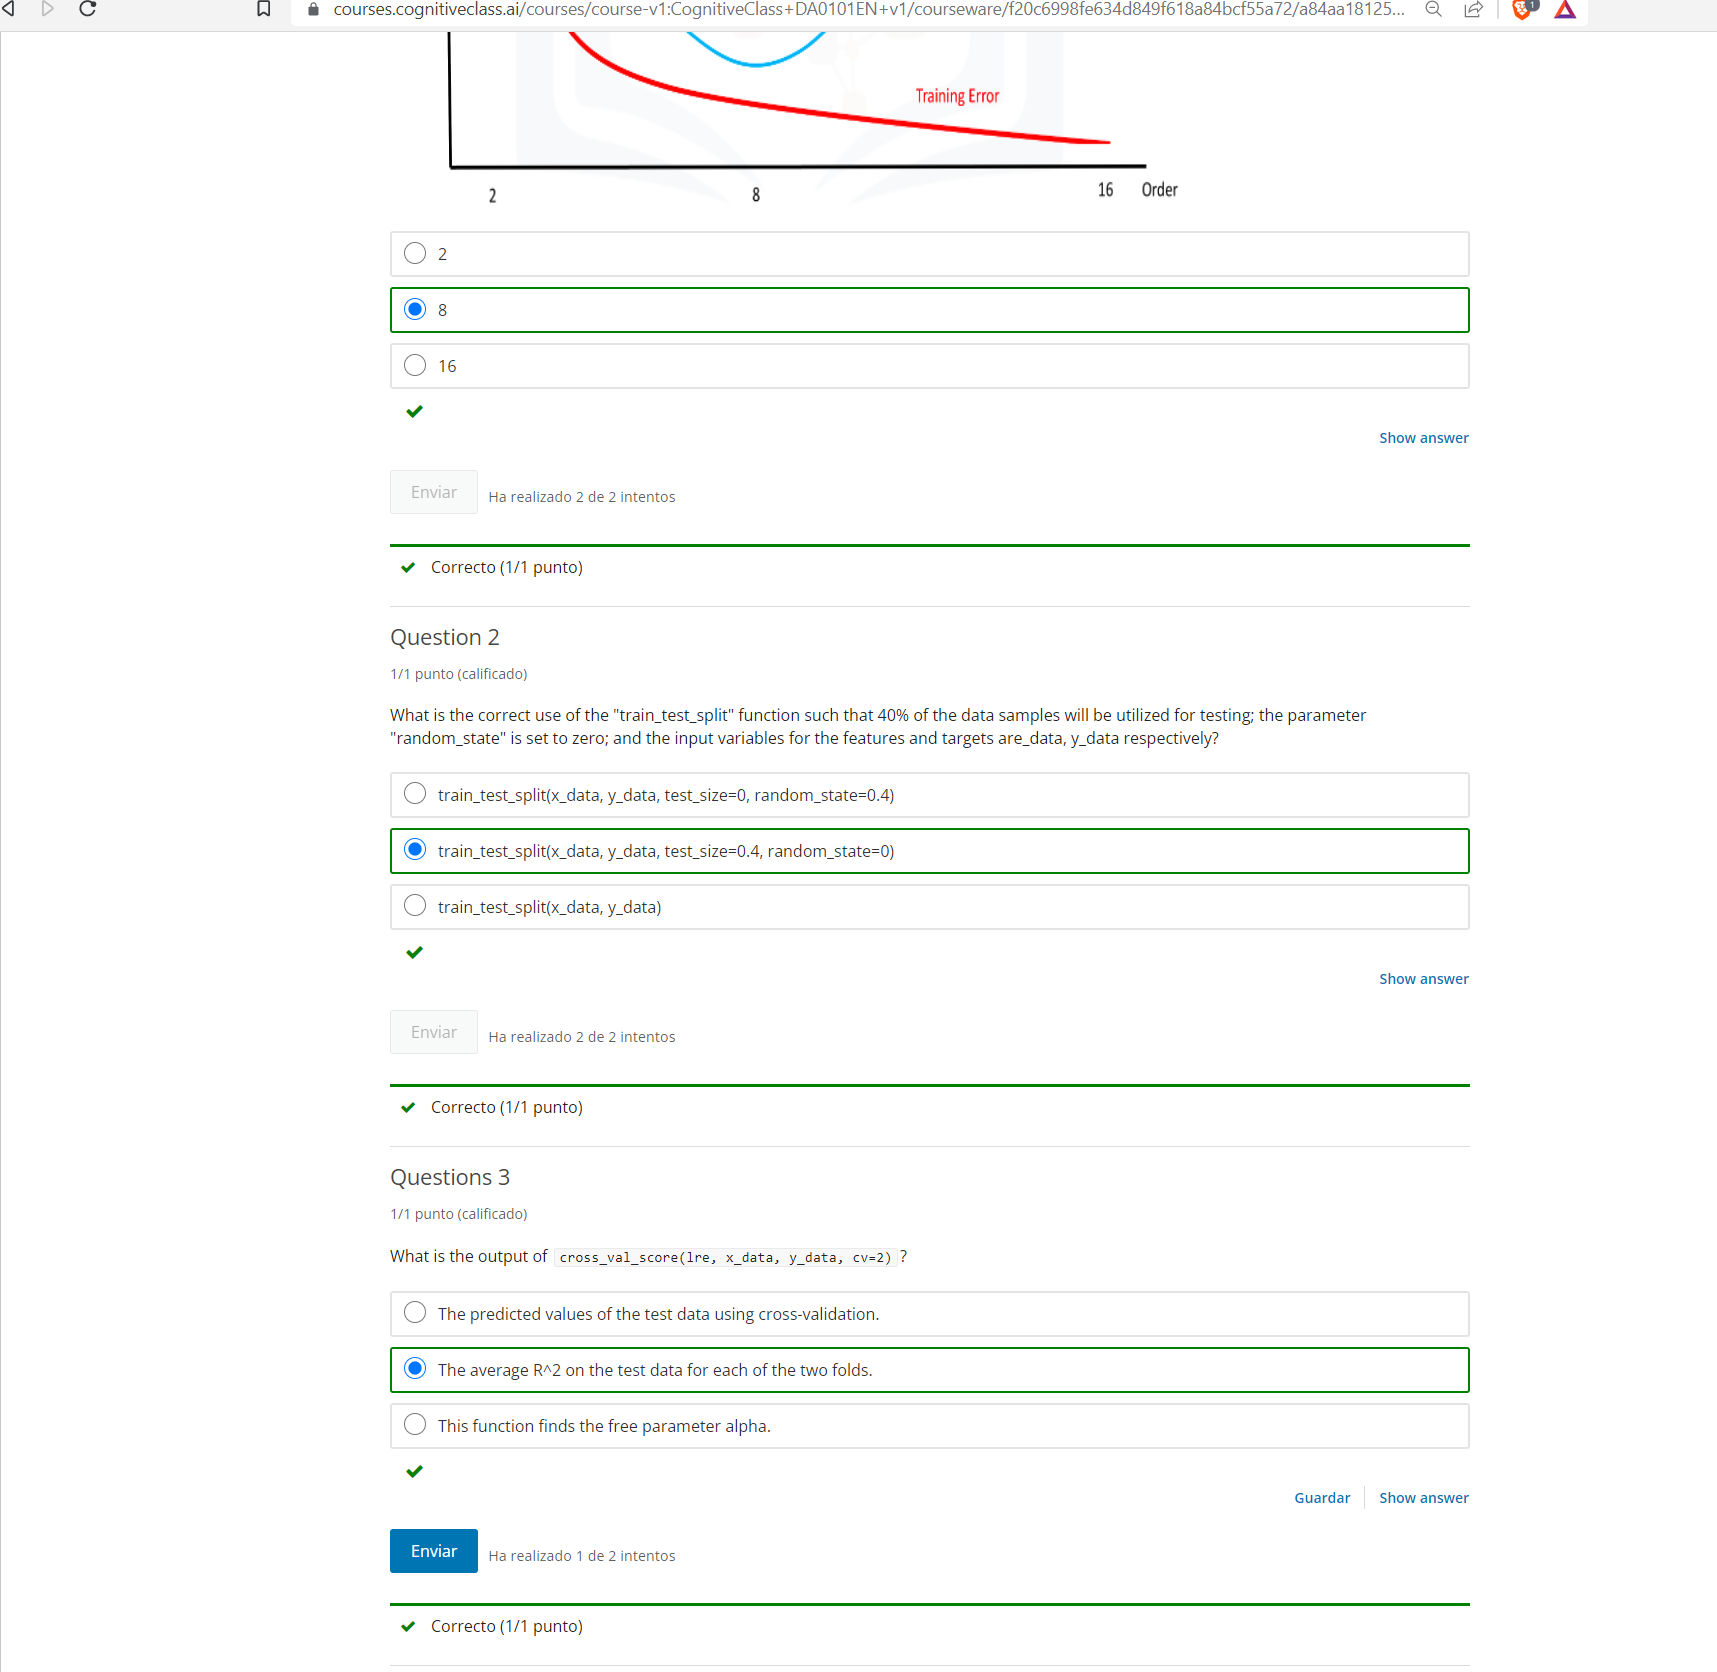 courses.cognitiveclass.ai/courses/course-v1:CognitiveClass+DA0101EN+v1/courseware/f20c6998fe634d849f618a84bcf55a72/a84aa18125...
1
Training Error
2
8
16
Order
2
8
16
Show answer
Enviar
Ha realizado 2 de 2 intentos
Correcto (1/1 punto)
Question 2
1/1 punto (calificado)
What is the correct use of the "train_test_split" function such that 40% of the data samples will be utilized for testing; the parameter
"random_state" is set to zero; and the input variables for the features and targets are_data, y_data respectively?
train_test_split(x_data, y_data, test_size=0, random_state=0.4)
train_test_split(x_data, y_data, test_size=0.4, random_state=0)
train_test_split(x_data, y_data)
Show answer
Enviar
Ha realizado 2 de 2 intentos
Correcto (1/1 punto)
Questions 3
1/1 punto (calificado)
What is the output of cross_val_score(lre, x_data, y_data, cv=2) ?
The predicted values of the test data using cross-validation.
The average R^2 on the test data for each of the two folds.
This function finds the free parameter alpha.
Guardar
Show answer
Enviar
Ha realizado 1 de 2 intentos
Correcto (1/1 punto)